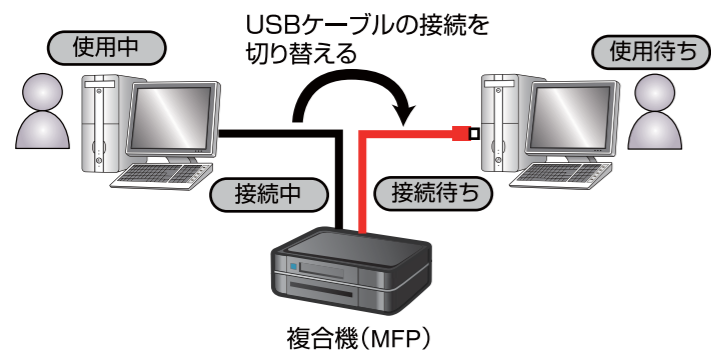 USBケーブルの接続を
切り替える
使用中
使用待ち
接続中
接続待ち
複合機（MFP）